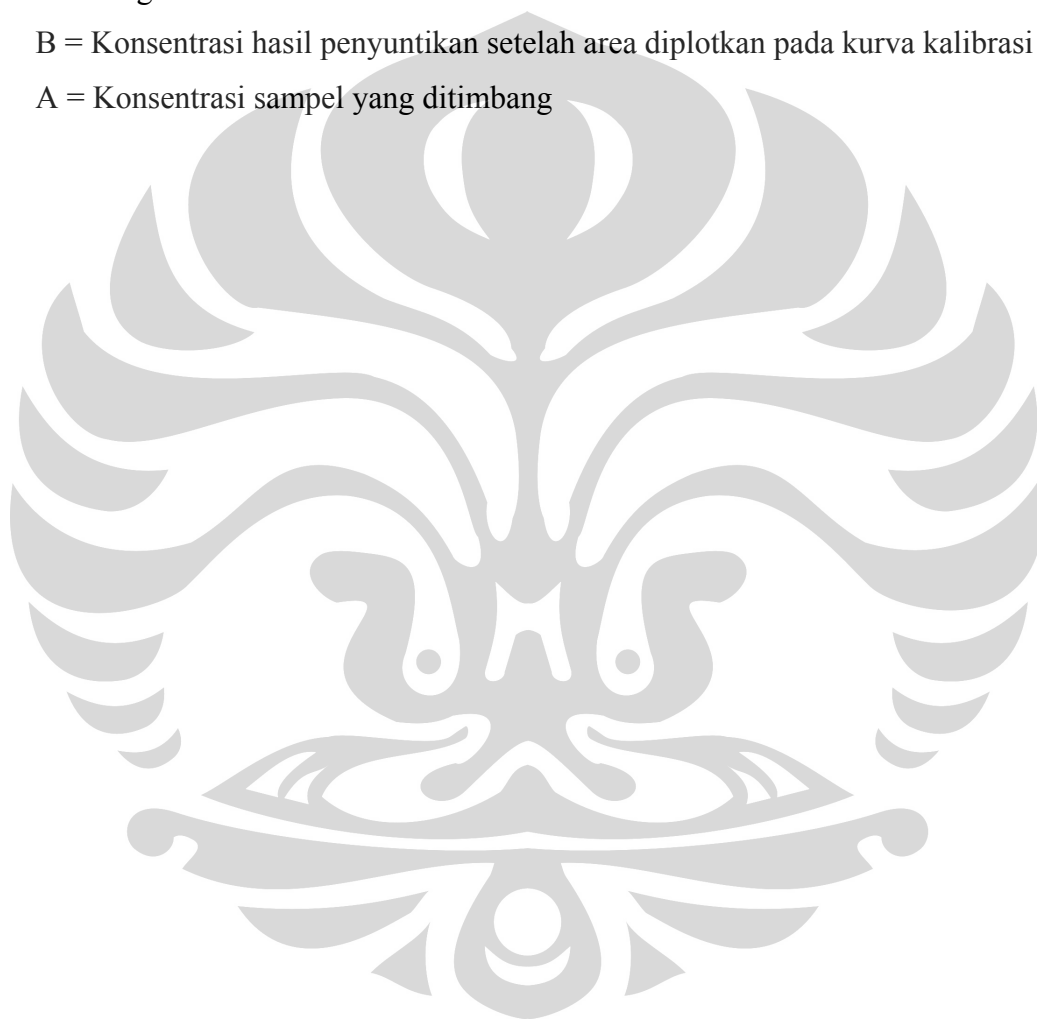 B = Konsentrasi hasil penyuntikan setelah area diplotkan pada kurva kalibrasi
A = Konsentrasi sampel yang ditimbang